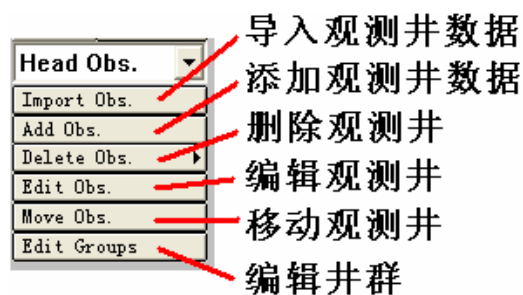 Head Obs.
Import Obs.
Add Obs.
Delete Obs.
Edit Obs.
Move Obs.
Edit Groups
导入观测井数据
添加观测井数据
删除观测井
编辑观测井
移动观测井
编辑井群